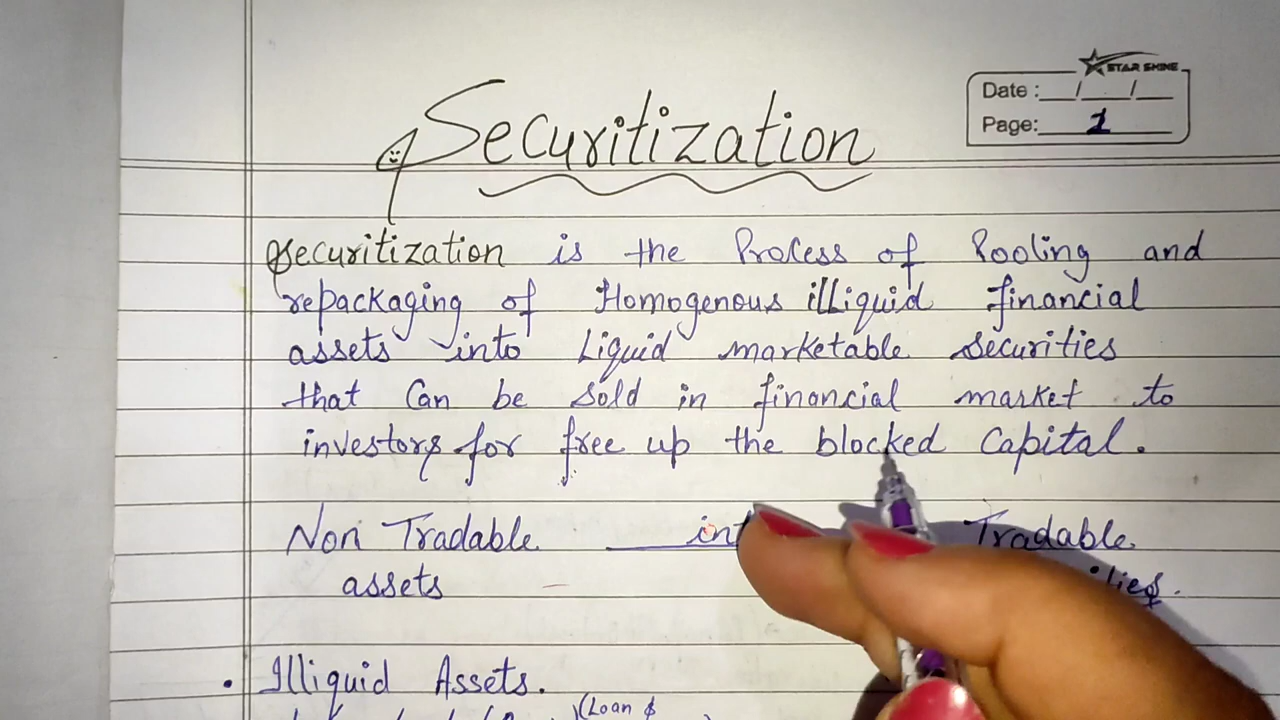 STAR SHINE
Date : / /
Page: 1
Securitization
Securitization is the Process of Pooling and
repackaging of Homogenous illiquid financial
assets into Liquid marketable securities
that Can be Sold in financial market to
investors for free up the blocked Capital.
Non Tradable int Tradable
assets
. Illiquid Assets.
(Loan &